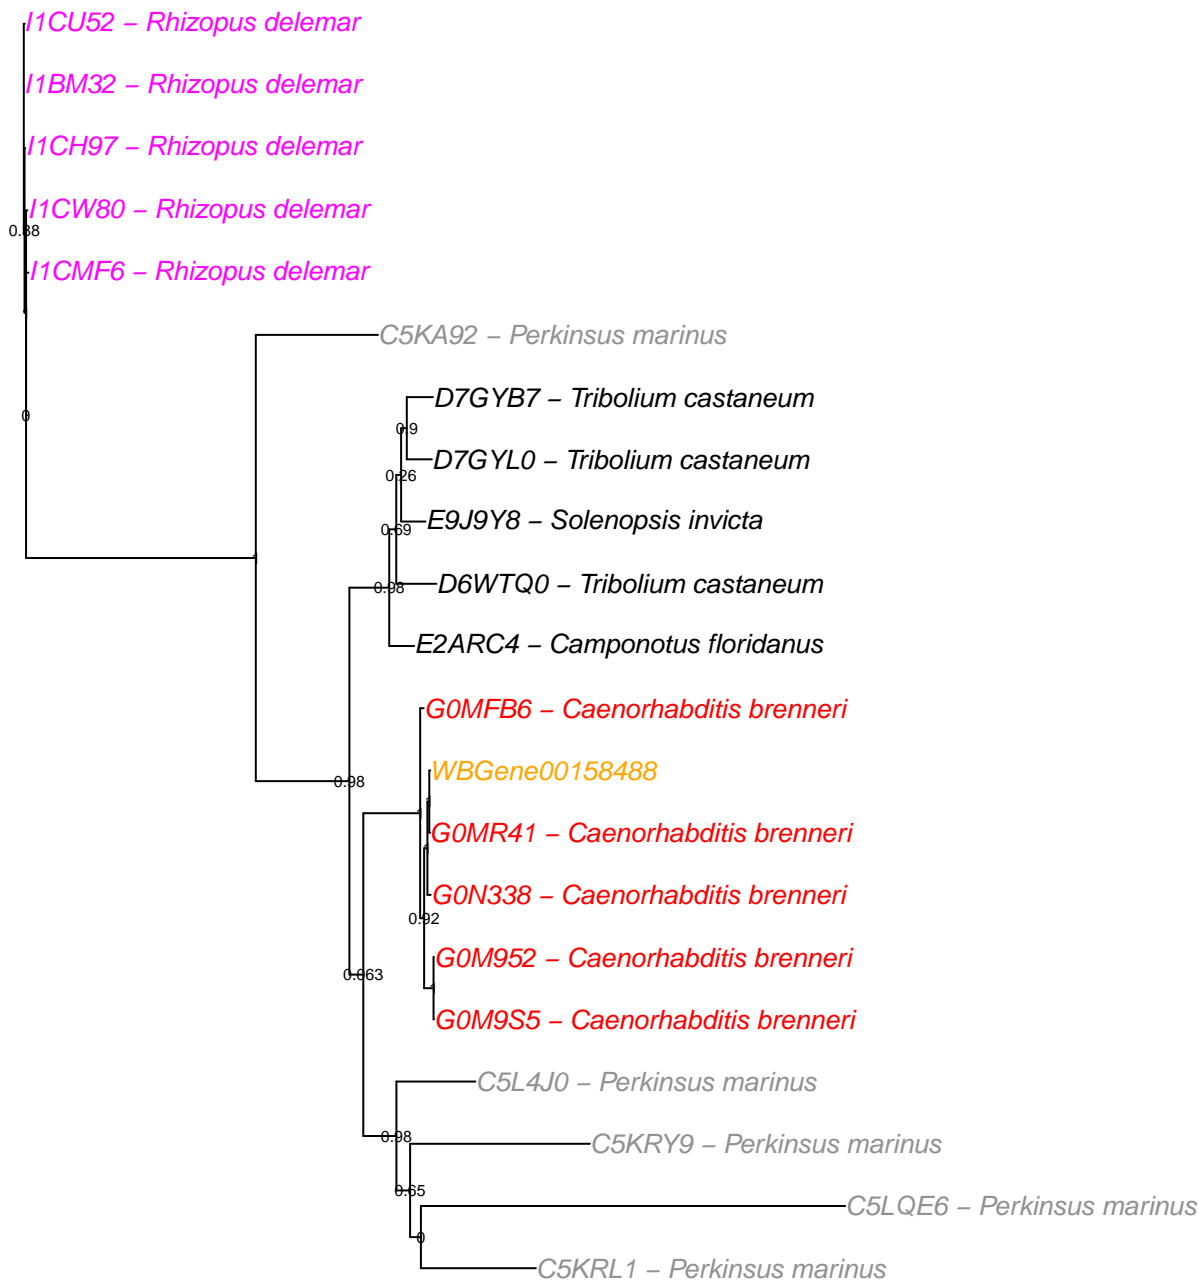 I1CU52 – Rhizopus delemar
I1BM32 – Rhizopus delemar
I1CH97 – Rhizopus delemar
I1CW80 – Rhizopus delemar
0.88
I1CMF6 – Rhizopus delemar
C5KA92 – Perkinsus marinus
D7GYB7 – Tribolium castaneum
0
0.9
D7GYL0 – Tribolium castaneum
0.26
E9J9Y8 – Solenopsis invicta
0.69
1
D6WTQ0 – Tribolium castaneum
0.98
E2ARC4 – Camponotus floridanus
G0MFB6 – Caenorhabditis brenneri
WBGene00158488
0.98
1
1
G0MR41 – Caenorhabditis brenneri
1
G0N338 – Caenorhabditis brenneri
0.92
G0M952 – Caenorhabditis brenneri
0.063
1
G0M9S5 – Caenorhabditis brenneri
C5L4J0 – Perkinsus marinus
0.98
C5KRY9 – Perkinsus marinus
0.65
C5LQE6 – Perkinsus marinus
0
C5KRL1 – Perkinsus marinus